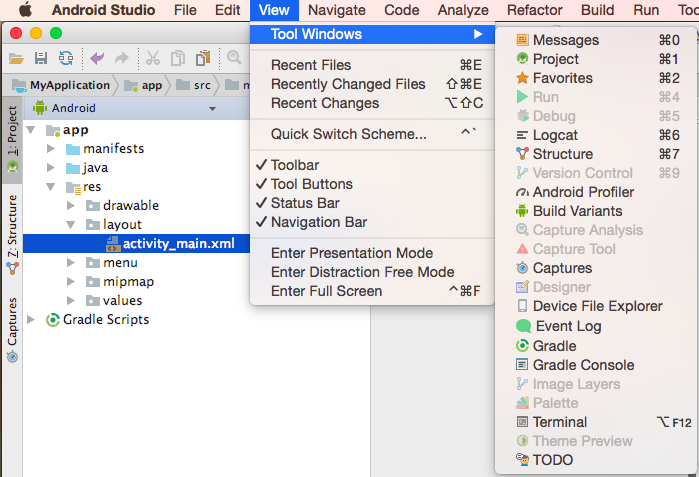 Android Studio File Edit View Navigate Code Analyze Refactor Build Run
MyApplication app src
1: Project
Z: Structure
Captures
Android
app
manifests
java
res
drawable
layout
activity_main.xml
menu
mipmap
values
Gradle Scripts
Tool Windows
Recent Files ⌘E
Recently Changed Files ⇧⌘E
Recent Changes ⌥⇧C
Quick Switch Scheme... ^`
✓ Toolbar
✓ Tool Buttons
✓ Status Bar
✓ Navigation Bar
Enter Presentation Mode
Enter Distraction Free Mode
Enter Full Screen ^⌘F
Messages ⌘0
Project ⌘1
Favorites ⌘2
Run ⌘4
Debug ⌘5
Logcat ⌘6
Structure ⌘7
Version Control ⌘9
Android Profiler
Build Variants
Capture Analysis
Capture Tool
Captures
Designer
Device File Explorer
Event Log
Gradle
Gradle Console
Image Layers
Palette
Terminal ⌥F12
Theme Preview
TODO